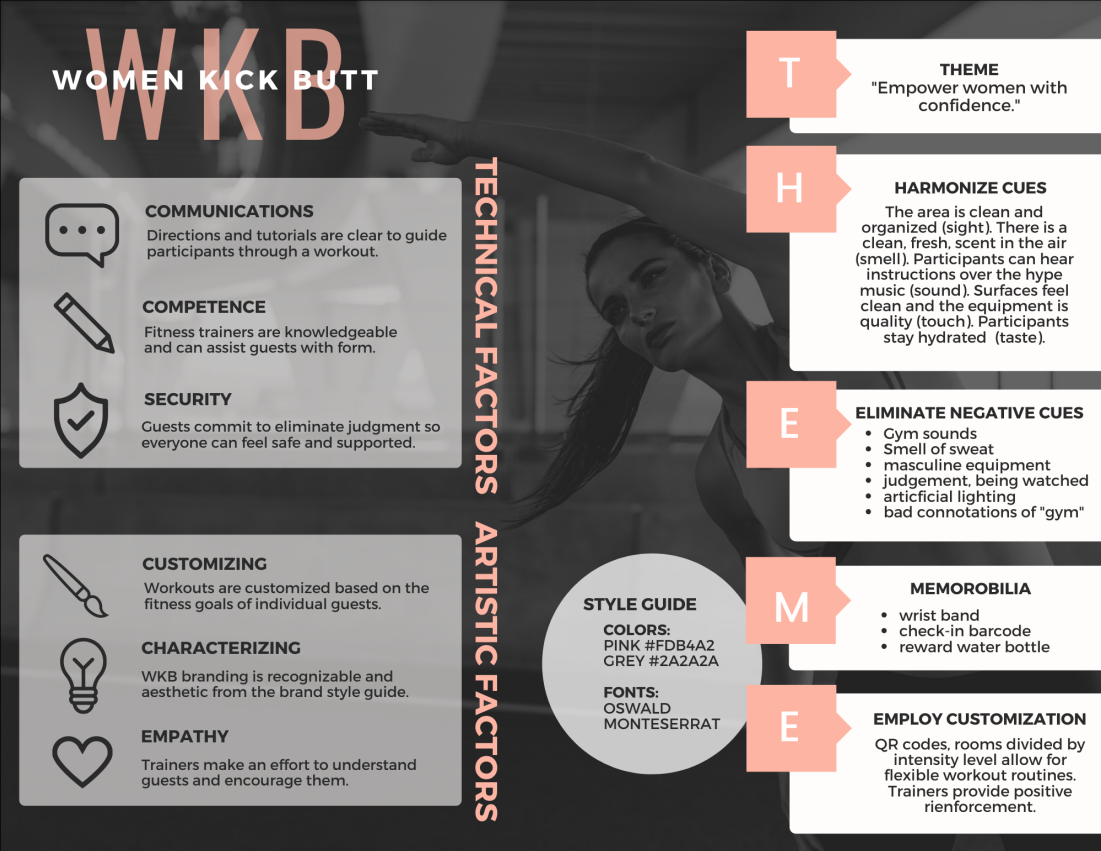 WKB
WOMEN KICK BUTT
COMMUNICATIONS
Directions and tutorials are clear to guide
participants through a workout.
COMPETENCE
Fitness trainers are knowledgeable
and can assist guests with form.
SECURITY
Guests commit to eliminate judgment so
everyone can feel safe and supported.
TECHNICAL FACTORS
CUSTOMIZING
Workouts are customized based on the
fitness goals of individual guests.
CHARACTERIZING
WKB branding is recognizable and
aesthetic from the brand style guide.
EMPATHY
Trainers make an effort to understand
guests and encourage them.
ARTISTIC FACTORS
STYLE GUIDE
COLORS:
PINK #FDB4A2
GREY #2A2A2A
FONTS:
OSWALD
MONTESERRAT
T
THEME
"Empower women with
confidence."
H
HARMONIZE CUES
The area is clean and
organized (sight). There is a
clean, fresh, scent in the air
(smell). Participants can hear
instructions over the hype
music (sound). Surfaces feel
clean and the equipment is
quality (touch). Participants
stay hydrated (taste).
E
ELIMINATE NEGATIVE CUES
• Gym sounds
• Smell of sweat
• masculine equipment
• judgement, being watched
• articficial lighting
• bad connotations of "gym"
M
MEMOROBILIA
• wrist band
• check-in barcode
• reward water bottle
E
EMPLOY CUSTOMIZATION
QR codes, rooms divided by
intensity level allow for
flexible workout routines.
Trainers provide positive
rienforcement.